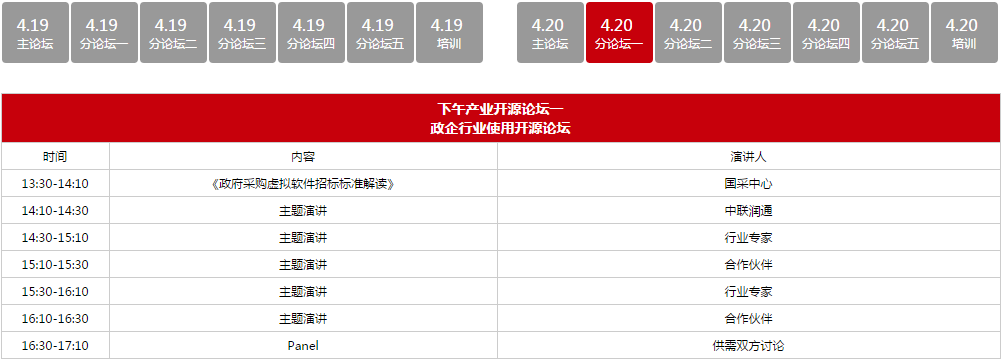 4.19 4.19 4.19 4.19 4.19 4.19 4.19 4.20 4.20 4.20 4.20 4.20 4.20 4.20
主论坛 分论坛一 分论坛二 分论坛三 分论坛四 分论坛五 培训 主论坛 分论坛一 分论坛二 分论坛三 分论坛四 分论坛五 培训
下午产业开源论坛一
政企行业使用开源论坛
时间 内容 演讲人
13:30-14:10 《政府采购虚拟软件招标标准解读》 国采中心
14:10-14:30 主题演讲 中联润通
14:30-15:10 主题演讲 行业专家
15:10-15:30 主题演讲 合作伙伴
15:30-16:10 主题演讲 行业专家
16:10-16:30 主题演讲 合作伙伴
16:30-17:10 Panel 供需双方讨论